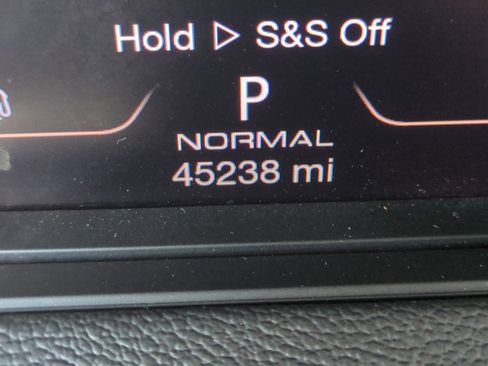 Hold ▷ S&S Off
P
NORMAL
45238 mi